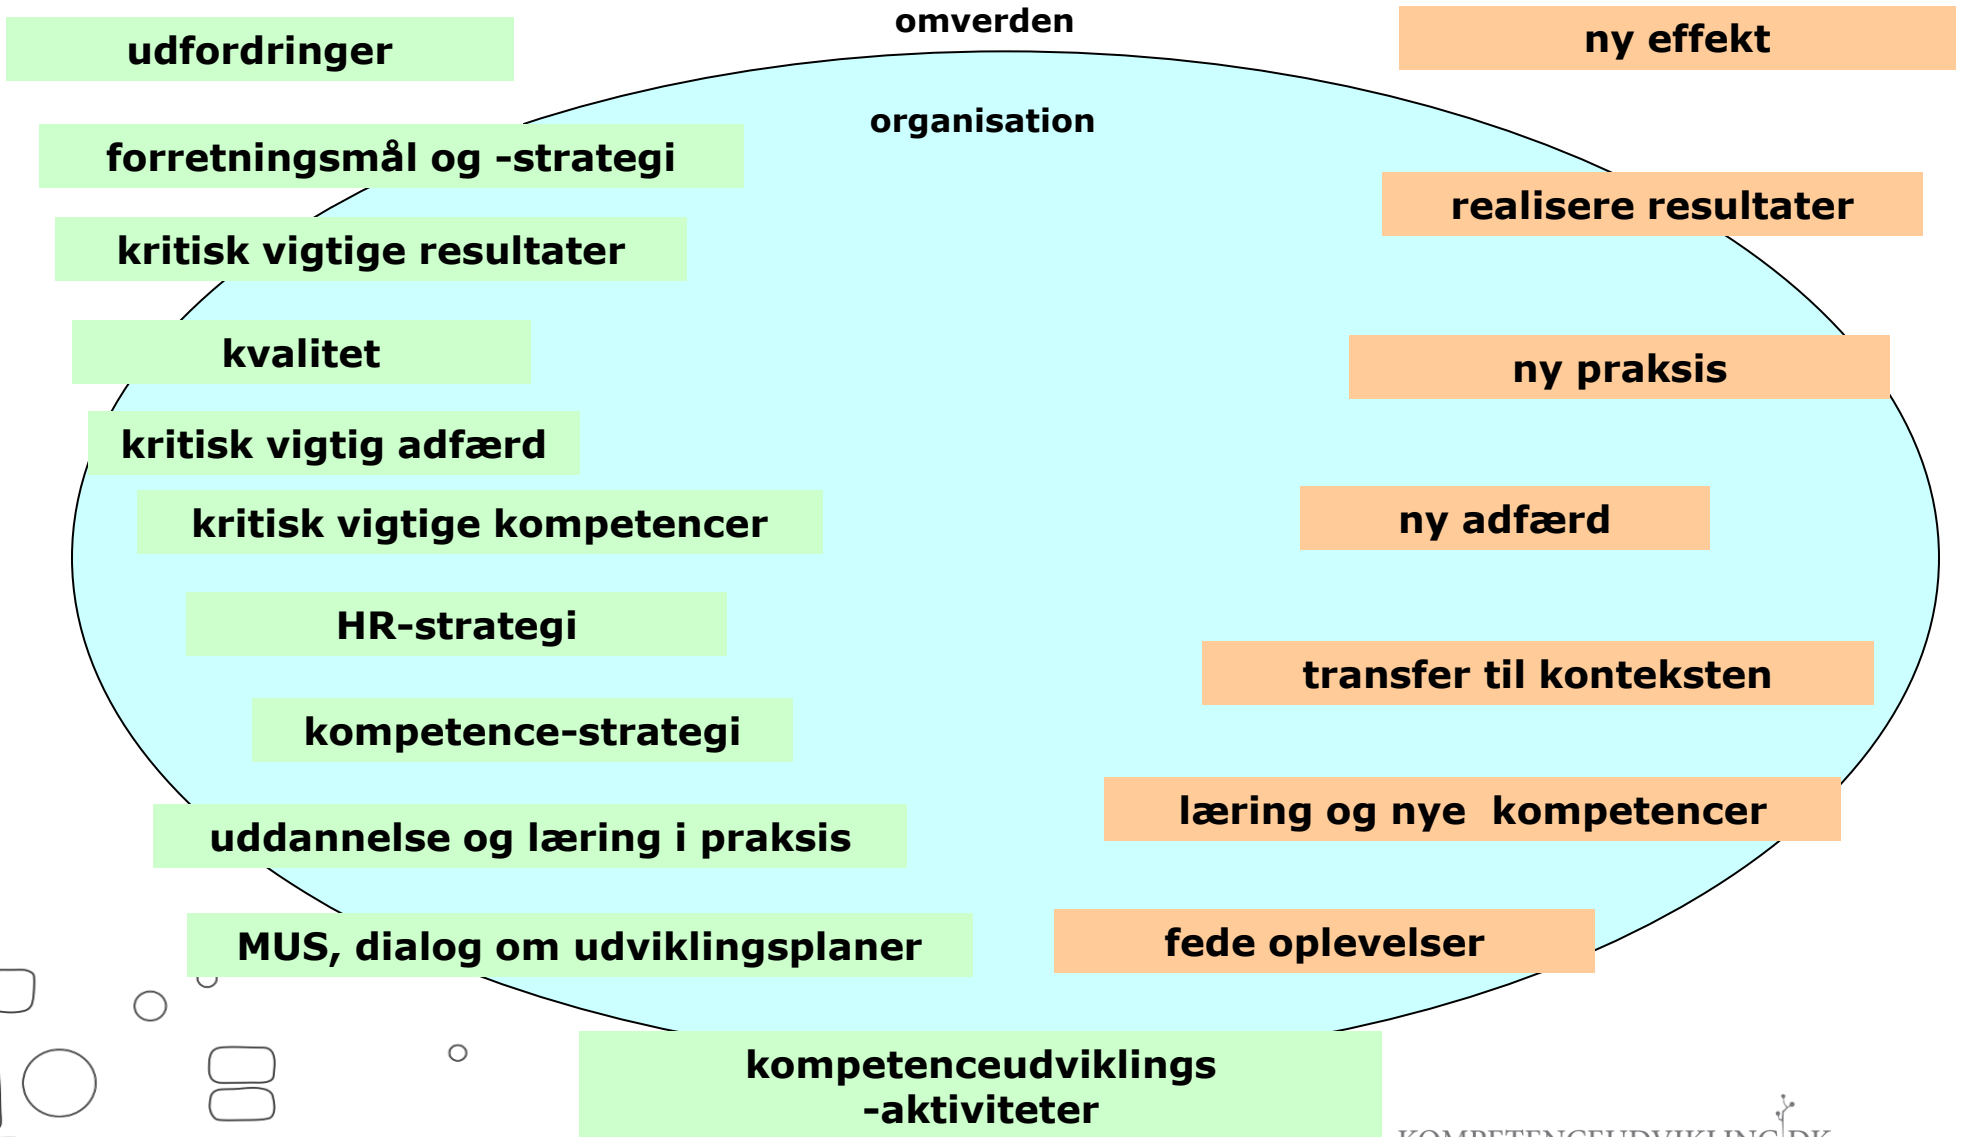 omverden
organisation
udfordringer
forretningsmål og -strategi
kritisk vigtige resultater
kvalitet
kritisk vigtig adfærd
kritisk vigtige kompetencer
HR-strategi
kompetence-strategi
uddannelse og læring i praksis
MUS, dialog om udviklingsplaner
kompetenceudviklings
-aktiviteter
ny effekt
realisere resultater
ny praksis
ny adfærd
transfer til konteksten
læring og nye  kompetencer
fede oplevelser
KOMPETENCEUDVIKLING DK